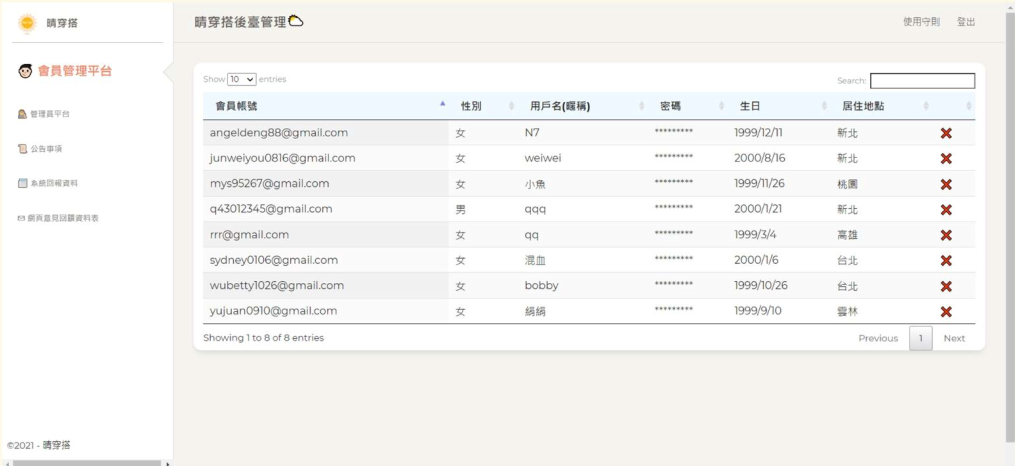 晴穿搭
晴穿搭後臺管理
使用守則 登出
會員管理平台
管理員平台
公告事項
系統回報資料
網頁意見回饋資料表
Show 10 entries
Search:
會員帳號 性別 用戶名(暱稱) 密碼 生日 居住地點
angeldeng88@gmail.com 女 N7 ********* 1999/12/11 新北
junweiyou0816@gmail.com 女 weiwei ********* 2000/8/16 新北
mys95267@gmail.com 女 小魚 ********* 1999/11/26 桃園
q43012345@gmail.com 男 qqq ********* 2000/1/21 新北
rrr@gmail.com 女 qq ********* 1999/3/4 高雄
sydney0106@gmail.com 女 混血 ********* 2000/1/6 台北
wubetty1026@gmail.com 女 bobby ********* 1999/10/26 台北
yujuan0910@gmail.com 女 娟娟 ********* 1999/9/10 雲林
Showing 1 to 8 of 8 entries
Previous 1 Next
©2021 - 晴穿搭